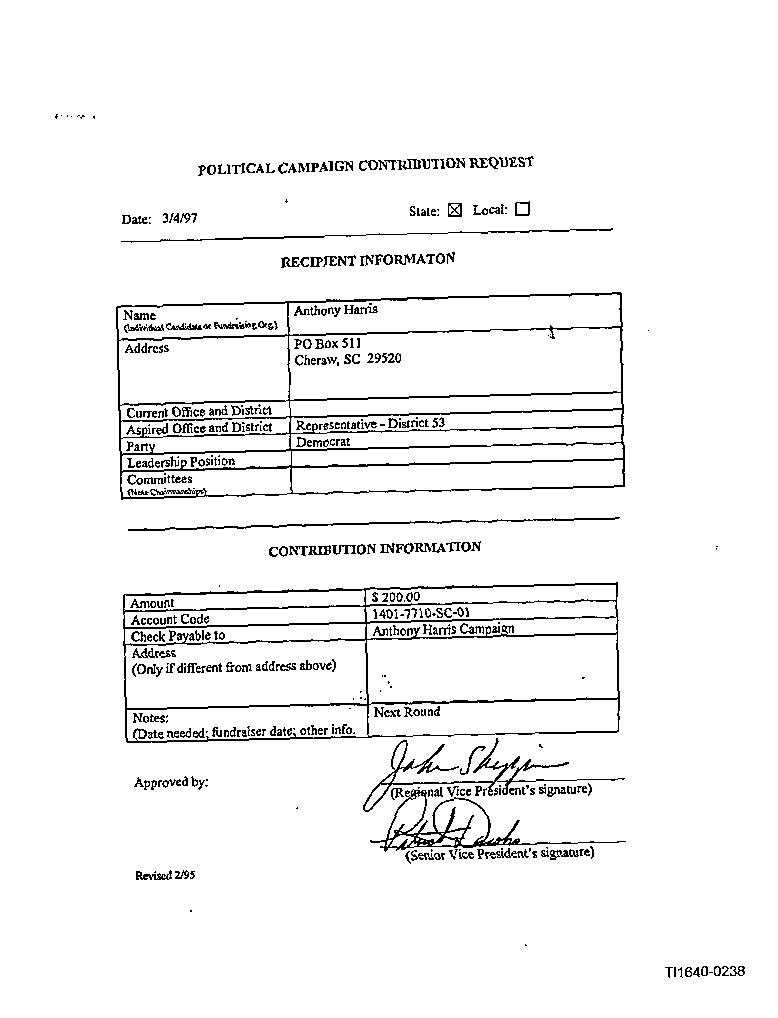 POLITICAL CAMPAIGN CONTRIBUTION REQUEST
Date: 3/4/97 State: ☒ Local: ☐
RECIPIENT INFORMATON
Name Anthony Harris
(Individual Candidate or Fundraising Org.)
Address PO Box 511
Cheraw, SC 29520
Current Office and District
Aspired Office and District Representative - District 53
Party Democrat
Leadership Position
Committees
(Note Chairmanships)
CONTRIBUTION INFORMATION
Amount $ 200.00
Account Code 1401-7710-SC-01
Check Payable to Anthony Harris Campaign
Address
(Only if different from address above)
Notes: Next Round
(Date needed; fundraiser date; other info.
Approved by: John
(Regional Vice President's signature)
(Senior Vice President's signature)
Revised 2/95
TI1640-0238